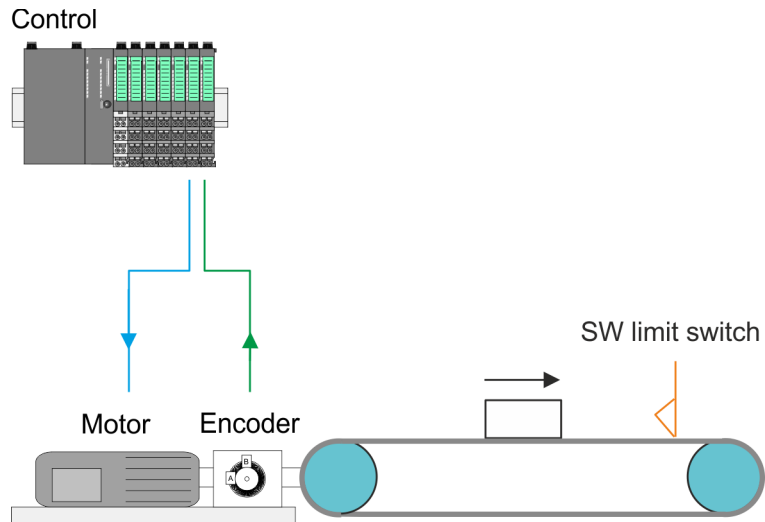 Control
SW limit switch
Motor
Encoder
B
A